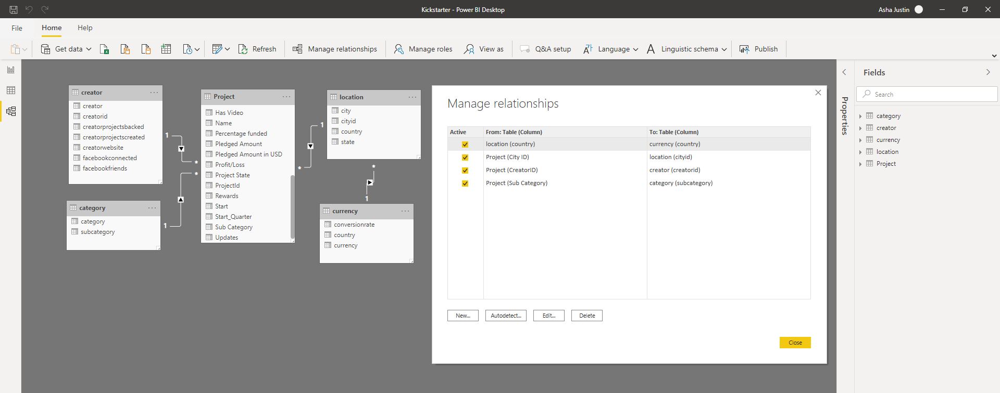 Kickstarter - Power BI Desktop
Asha Justin
File
Home
Help
Get data
Refresh
Manage relationships
Manage roles
View as
Q&A setup
Language
Linguistic schema
Publish
creator
creator
creatorid
creatorprojectsbacked
creatorprojectscreated
creatorwebsite
facebookconnected
facebookfriends
1
*
category
category
subcategory
1
*
Project
Has Video
Name
Percentage funded
Pledged Amount
Pledged Amount in USD
Profit/Loss
Project State
ProjectId
Rewards
Start
Start_Quarter
Sub Category
Updates
1
*
location
city
cityid
country
state
*
1
currency
conversionrate
country
currency
Manage relationships
Active From: Table (Column) To: Table (Column)
location (country) currency (country)
Project (City ID) location (cityid)
Project (CreatorID) creator (creatorid)
Project (Sub Category) category (subcategory)
New... Autodetect... Edit... Delete
Close
Properties
Fields
Search
category
creator
currency
location
Project